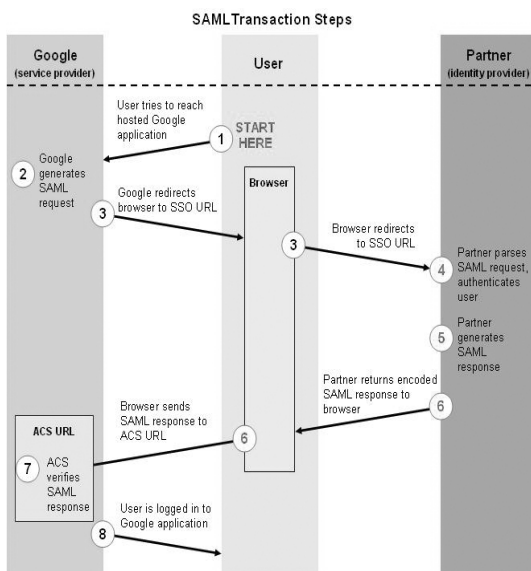 SAMLTransaction Steps
Google
(service provider)
User
Partner
(identity provider)
User tries to reach
hosted Google
application
1
START
HERE
2
Google
generates
SAML
request
Browser
3
Google redirects
browser to SSO URL
3
Browser redirects
to SSO URL
4
Partner parses
SAML request,
authenticates
user
5
Partner
generates
SAML
response
Partner returns encoded
SAML response to
browser
6
Browser sends
SAML response to
ACS URL
6
ACS URL
7
ACS
verifies
SAML
response
8
User is logged in to
Google application